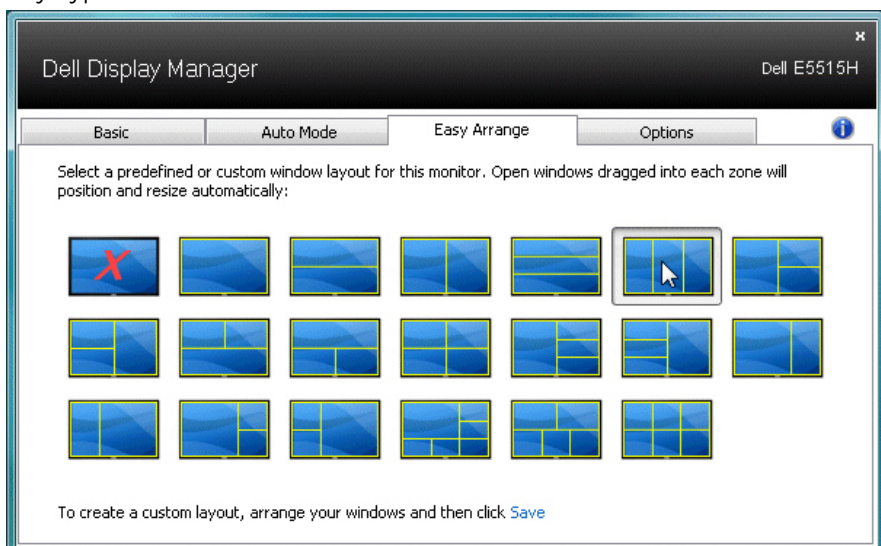 Dell Display Manager
Dell E5515H
Basic
Auto Mode
Easy Arrange
Options
Select a predefined or custom window layout for this monitor. Open windows dragged into each zone will
position and resize automatically:
To create a custom layout, arrange your windows and then click Save